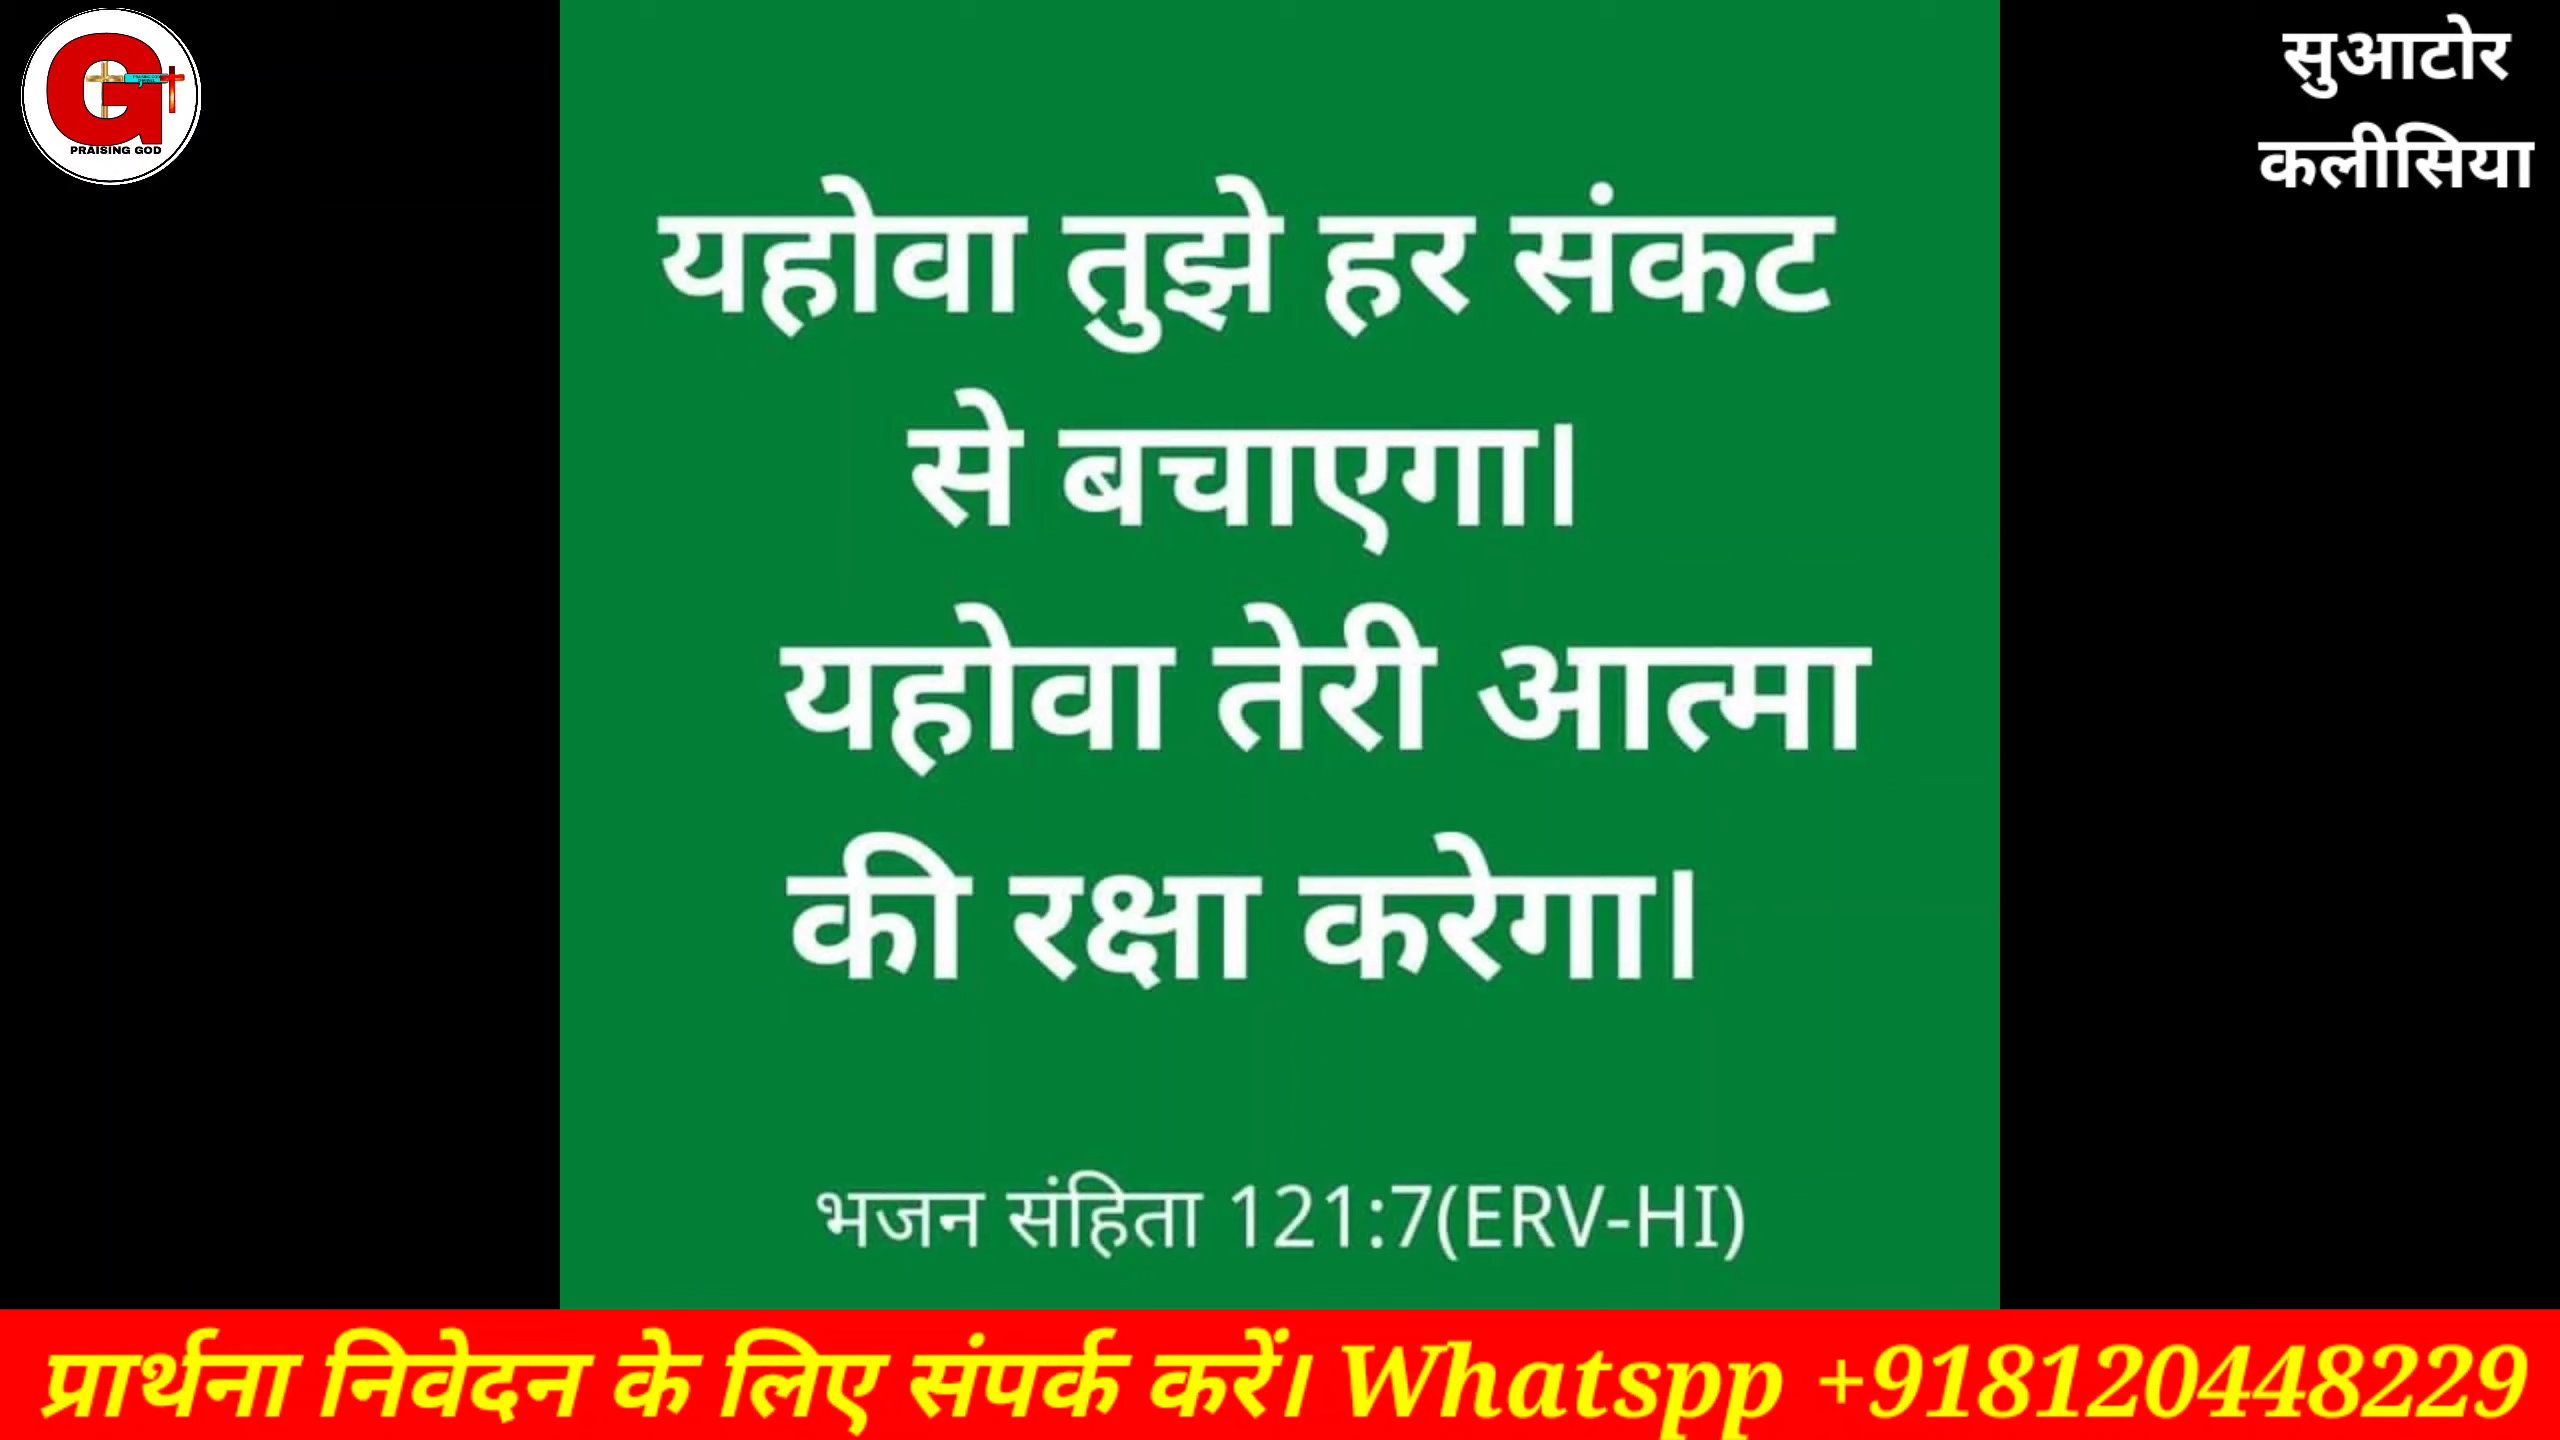 PRAISING GOD
सुआटोर
कलीसिया
यहोवा तुझे हर संकट
से बचाएगा।
यहोवा तेरी आत्मा
की रक्षा करेगा।
भजन संहिता 121:7(ERV-HI)
प्रार्थना निवेदन के लिए संपर्क करें। Whatspp +918120448229